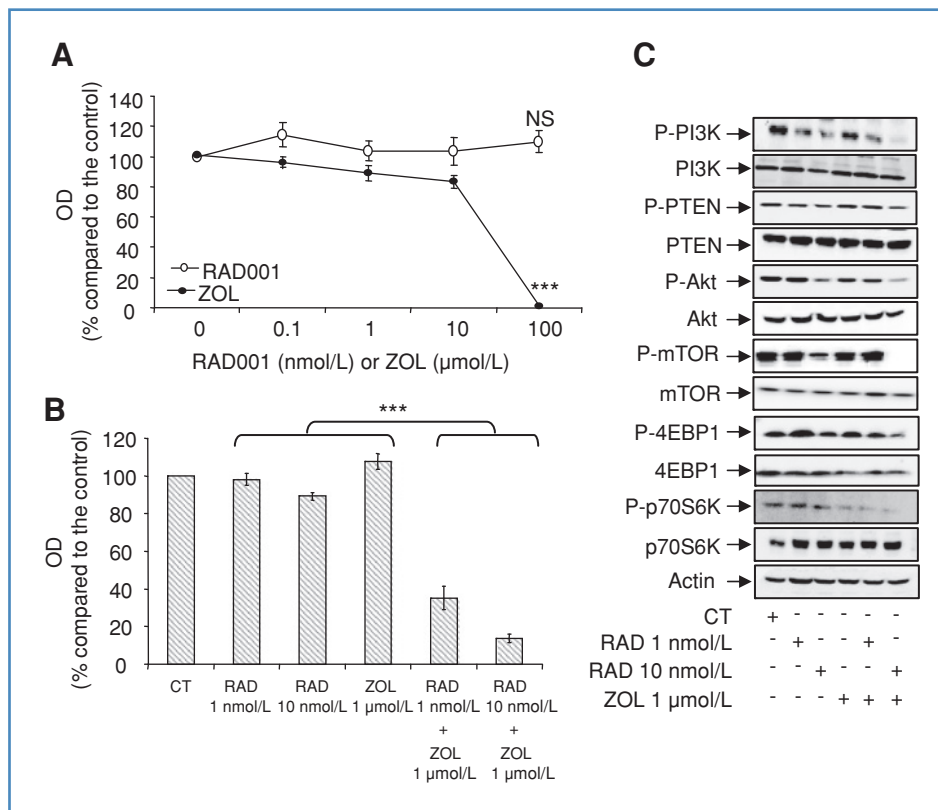 A
OD
(% compared to the control)
140
120
100
80
60
40
20
0
NS
***
RAD001
ZOL
0 0.1 1 10 100
RAD001 (nmol/L) or ZOL (µmol/L)
B
***
OD
(% compared to the control)
120
100
80
60
40
20
0
CT RAD RAD ZOL RAD RAD
1 nmol/L 10 nmol/L 1 µmol/L 1 nmol/L 10 nmol/L
+ +
ZOL ZOL
1 µmol/L 1 µmol/L
C
P-PI3K
PI3K
P-PTEN
PTEN
P-Akt
Akt
P-mTOR
mTOR
P-4EBP1
4EBP1
P-p70S6K
p70S6K
Actin
CT + - - - - -
RAD 1 nmol/L - + - - + -
RAD 10 nmol/L - - + - - +
ZOL 1 µmol/L - - - + + +